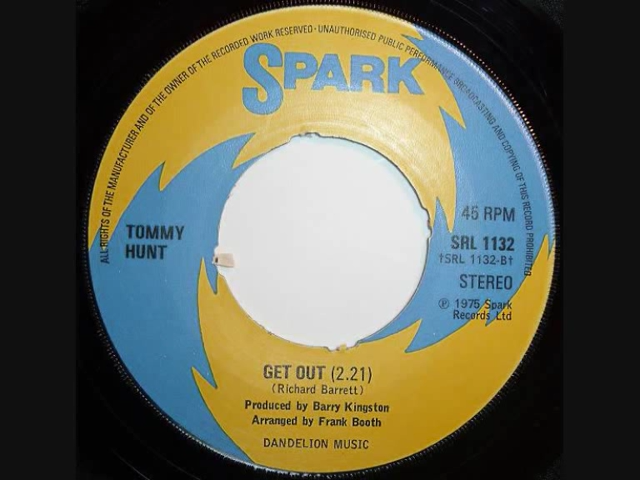 ALL RIGHTS OF THE MANUFACTURER AND OF THE OWNER OF THE RECORDED WORK RESERVED - UNAUTHORISED PUBLIC PERFORMANCE BROADCASTING AND COPYING OF THIS RECORD PROHIBITED
SPARK
TOMMY
HUNT
45 RPM
SRL 1132
†SRL 1132-B†
STEREO
℗ 1975 Spark
Records Ltd
GET OUT (2.21)
(Richard Barrett)
Produced by Barry Kingston
Arranged by Frank Booth
DANDELION MUSIC